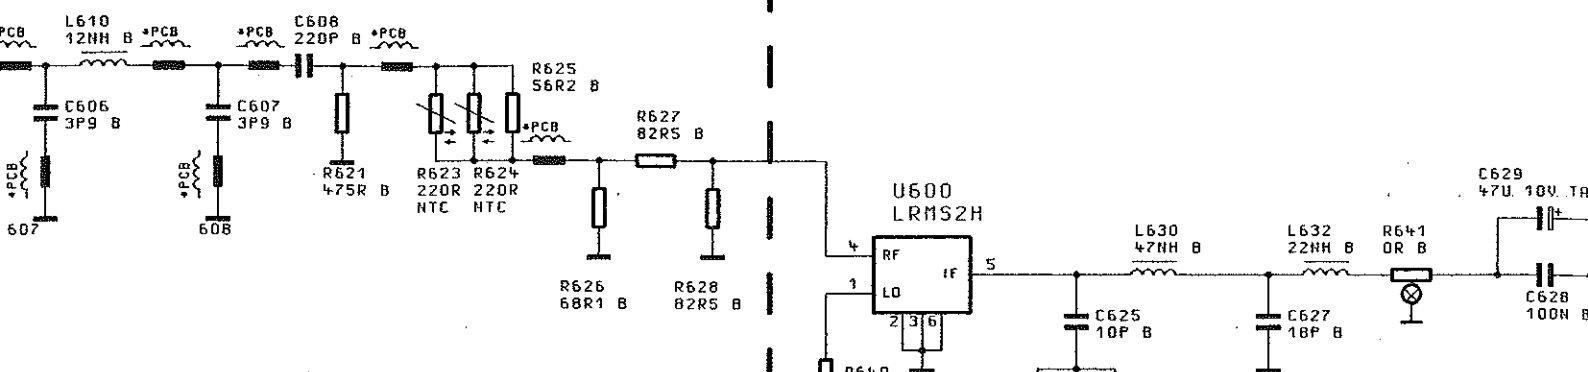 PCB
L610
12NH B
*PCB
*PCB
C608
220P B
*PCB
C606
3P9 B
C607
3P9 B
*PCB
*PCB
607
608
R621
475R B
R623
220R
NTC
R624
220R
NTC
R625
56R2 B
*PCB
R627
82R5 B
R626
68R1 B
R628
82R5 B
U600
LRMS2H
4
RF
1
LO
IF
5
2 3 6
L630
47NH B
L632
22NH B
R641
0R B
C629
47U 10V TA
+
C628
100N B
C625
10P B
C627
18P B
R640